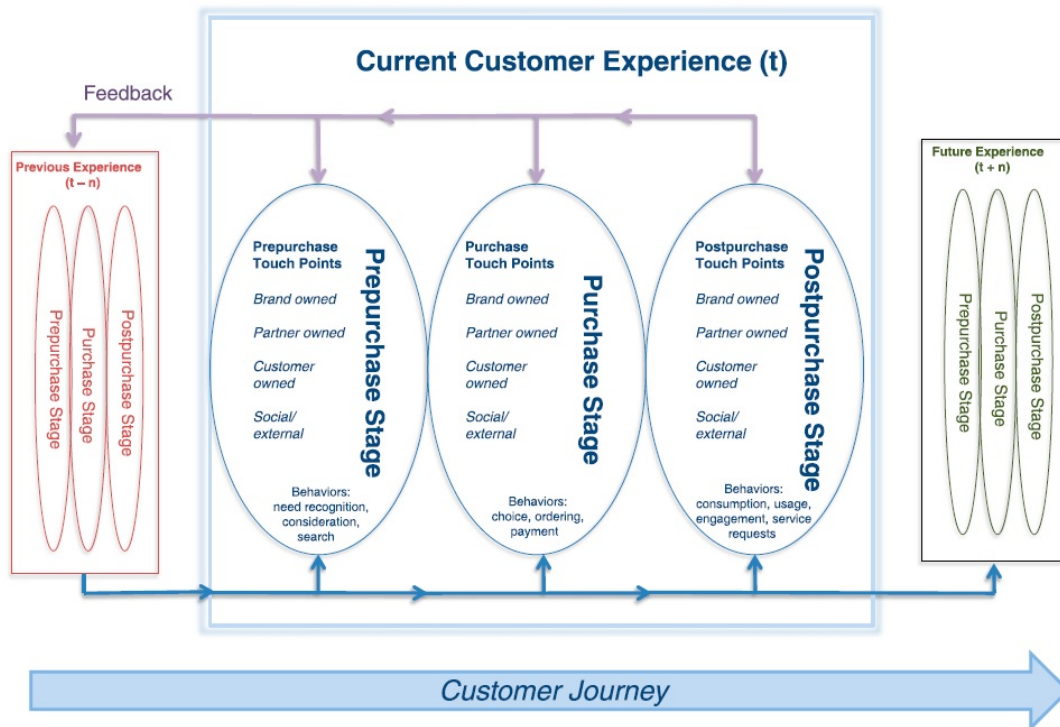 Current Customer Experience (t)
Feedback
Previous Experience
(t – n)
Prepurchase Stage
Purchase Stage
Postpurchase Stage
Prepurchase
Touch Points
Brand owned
Partner owned
Customer
owned
Social/
external
Prepurchase Stage
Behaviors:
need recognition,
consideration,
search
Purchase
Touch Points
Brand owned
Partner owned
Customer
owned
Social/
external
Purchase Stage
Behaviors:
choice, ordering,
payment
Postpurchase
Touch Points
Brand owned
Partner owned
Customer
owned
Social/
external
Postpurchase Stage
Behaviors:
consumption, usage,
engagement, service
requests
Future Experience
(t + n)
Prepurchase Stage
Purchase Stage
Postpurchase Stage
Customer Journey